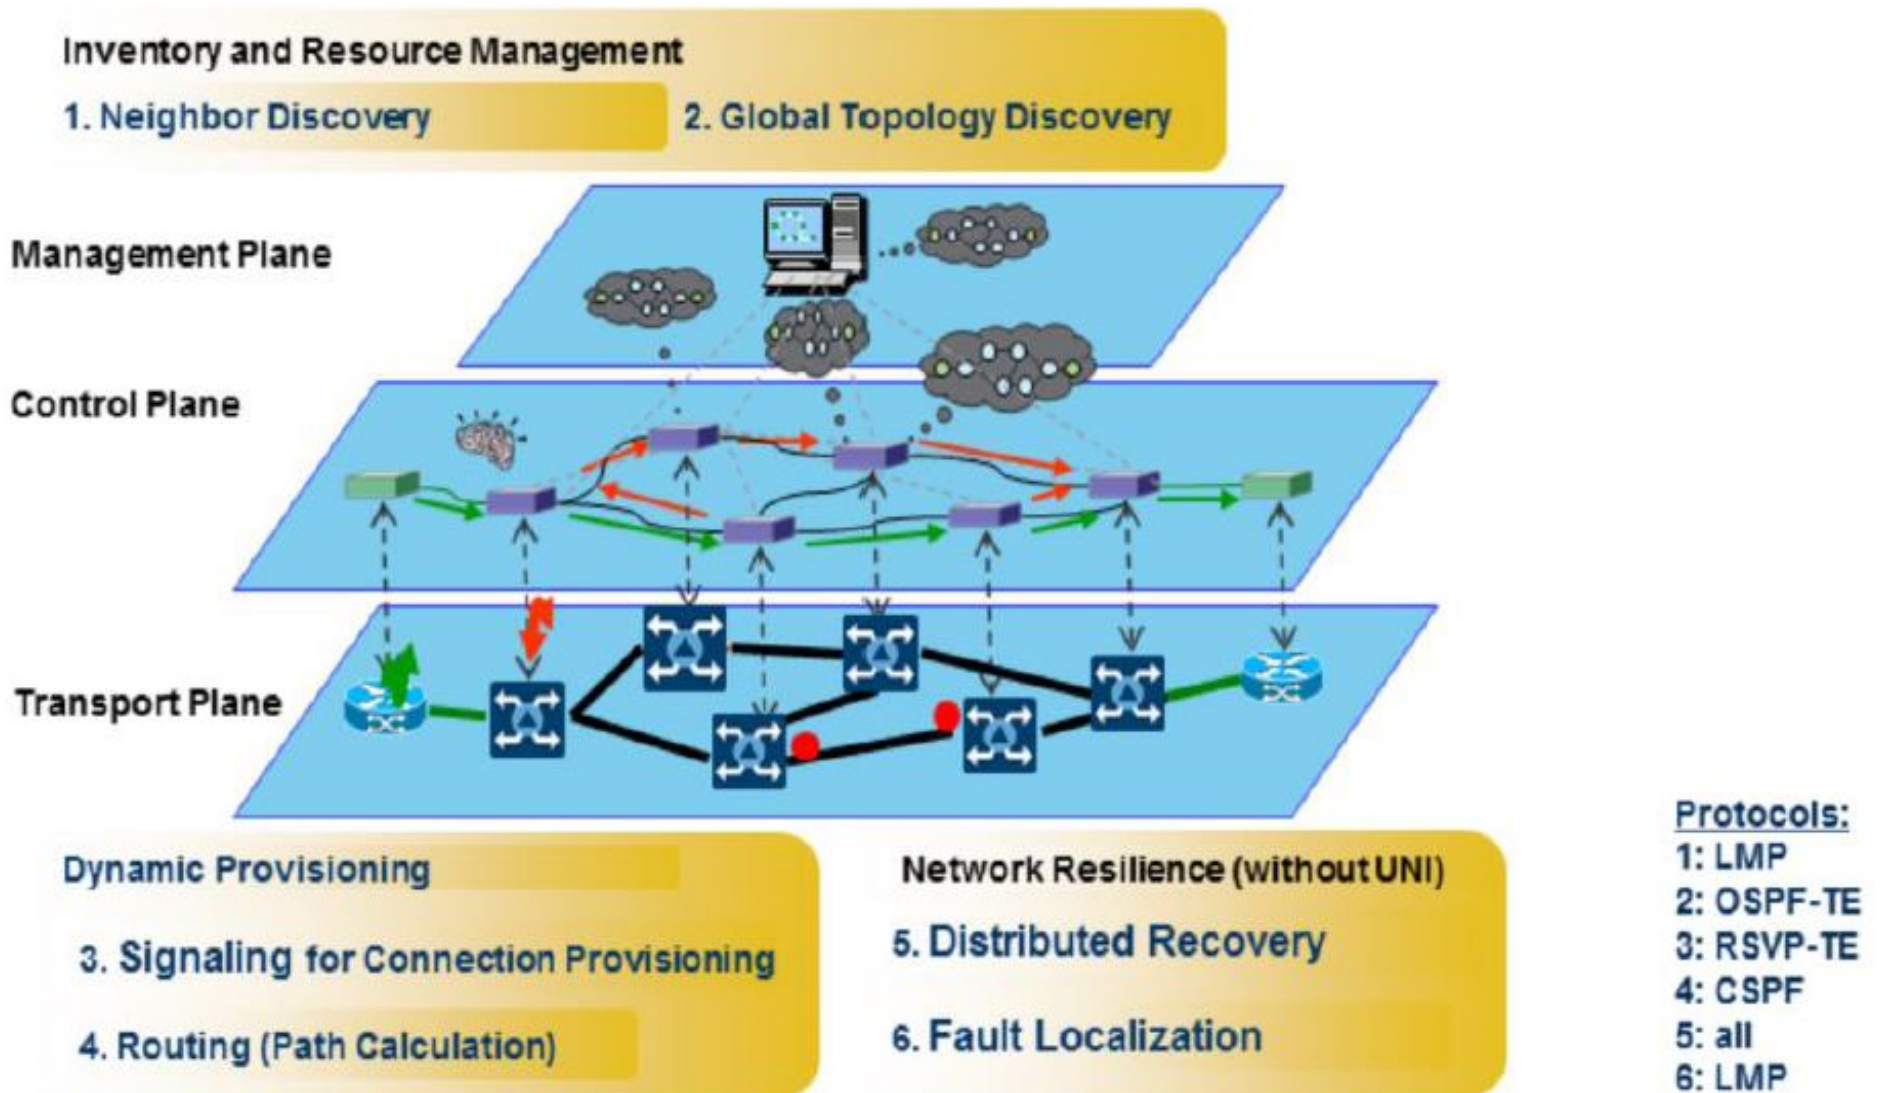 Inventory and Resource Management
1. Neighbor Discovery
2. Global Topology Discovery
Management Plane
Control Plane
Transport Plane
Dynamic Provisioning
3. Signaling for Connection Provisioning
4. Routing (Path Calculation)
Network Resilience (without UNI)
5. Distributed Recovery
6. Fault Localization
Protocols:
1: LMP
2: OSPF-TE
3: RSVP-TE
4: CSPF
5: all
6: LMP